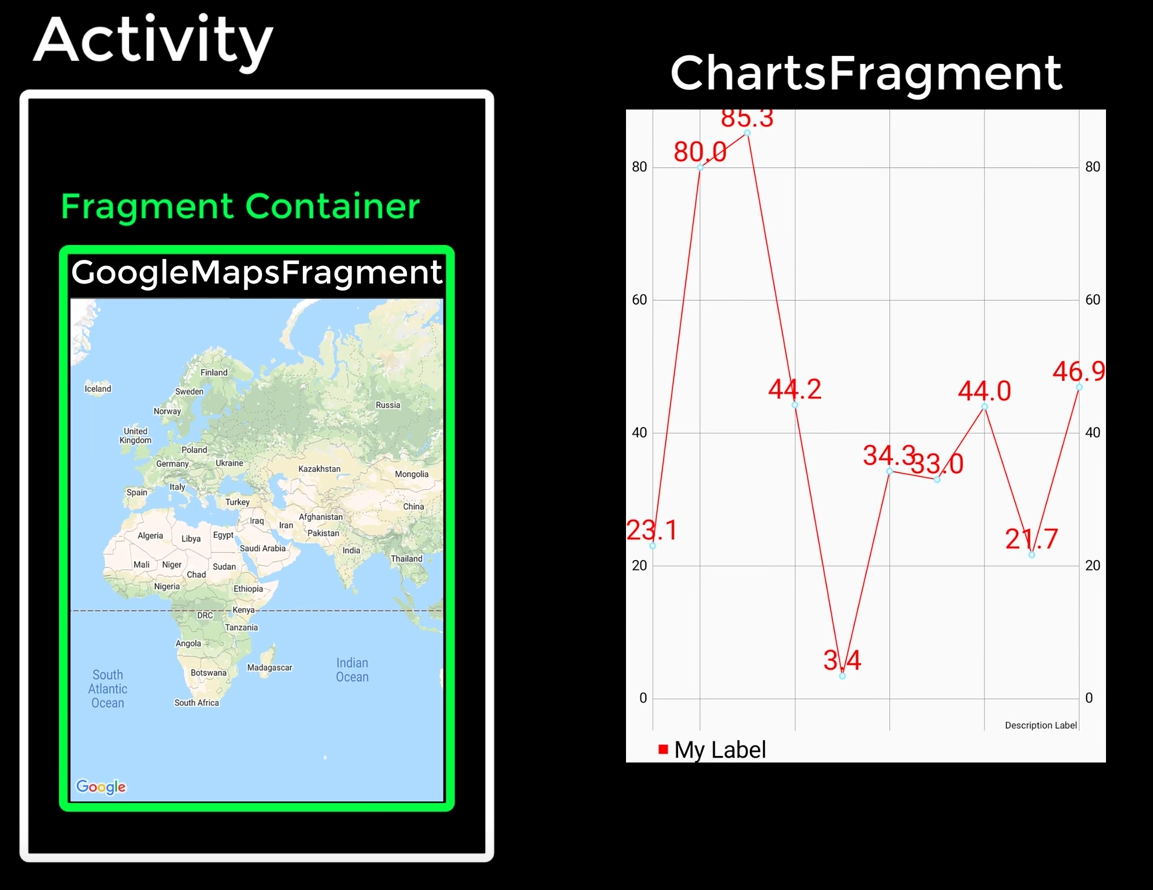 Activity
Fragment Container
GoogleMapsFragment
Iceland
Finland
Sweden
Norway
Russia
United
Kingdom
Poland
Germany
Ukraine
Kazakhstan
Mongolia
Italy
Spain
Turkey
China
Iraq
Iran
Afghanistan
Pakistan
Algeria
Libya
Egypt
Saudi Arabia
India
Thailand
Mali
Niger
Chad
Sudan
Nigeria
Ethiopia
DRC
Kenya
Tanzania
Angola
Botswana
Madagascar
South Africa
South
Atlantic
Ocean
Indian
Ocean
Google
ChartsFragment
85.3
80.0
80
80
60
60
46.9
44.2
44.0
40
40
34.3
33.0
23.1
21.7
20
20
3.4
0
0
Description Label
My Label